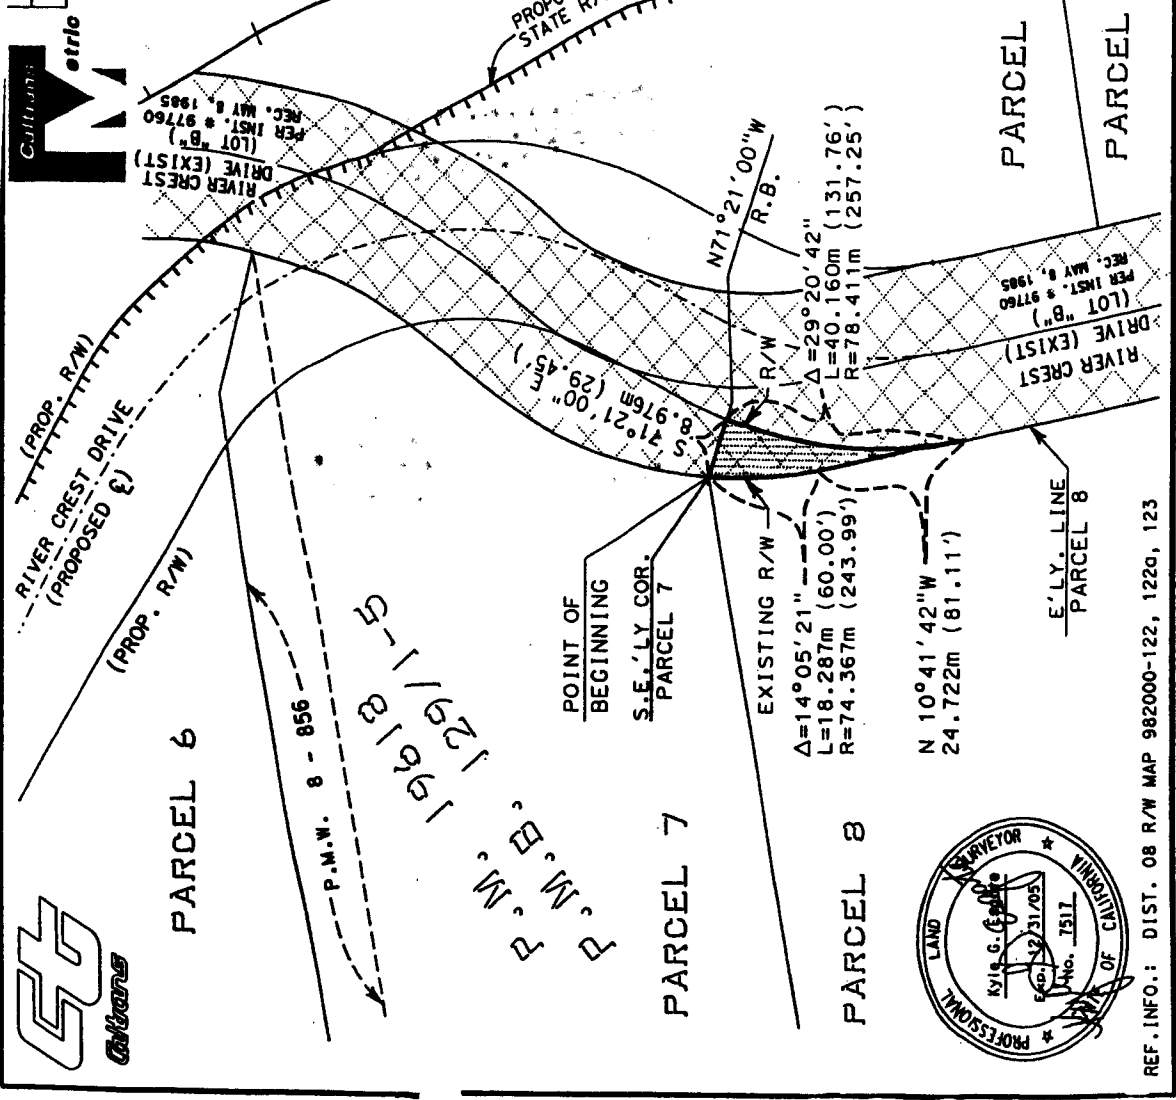 Caltrans
Caltrans
etric
RIVER CREST
DRIVE (EXIST)
(LOT "B")
PER INST. # 97760
REC. MAY 8, 1985
STATE R/
(PROP. R/W)
RIVER CREST DRIVE
(PROPOSED ℄)
(PROP. R/W)
PARCEL 6
P.M.W. 8 - 856
P. M. 19618
P. M. B. 129/1-5
S 71°21'00" E
8.976m (29.45')
N71°21'00"W
R.B.
R/W
Δ=29°20'42"
L=40.160m (131.76')
R=78.411m (257.25')
PARCEL
PARCEL
POINT OF
BEGINNING
S.E.'LY COR.
PARCEL 7
EXISTING R/W
Δ=14°05'21"
L=18.287m (60.00')
R=74.367m (243.99')
N 10°41'42"W
24.722m (81.11')
RIVER CREST
DRIVE (EXIST)
(LOT "B")
PER INST. # 97760
REC. MAY 8, 1985
E'LY. LINE
PARCEL 8
PARCEL 7
PARCEL 8
PROFESSIONAL LAND SURVEYOR
Kyle G.
Exp. 12/31/05
No. 7517
OF CALIFORNIA
REF.INFO.: DIST. 08 R/W MAP 982000-122, 122a, 123